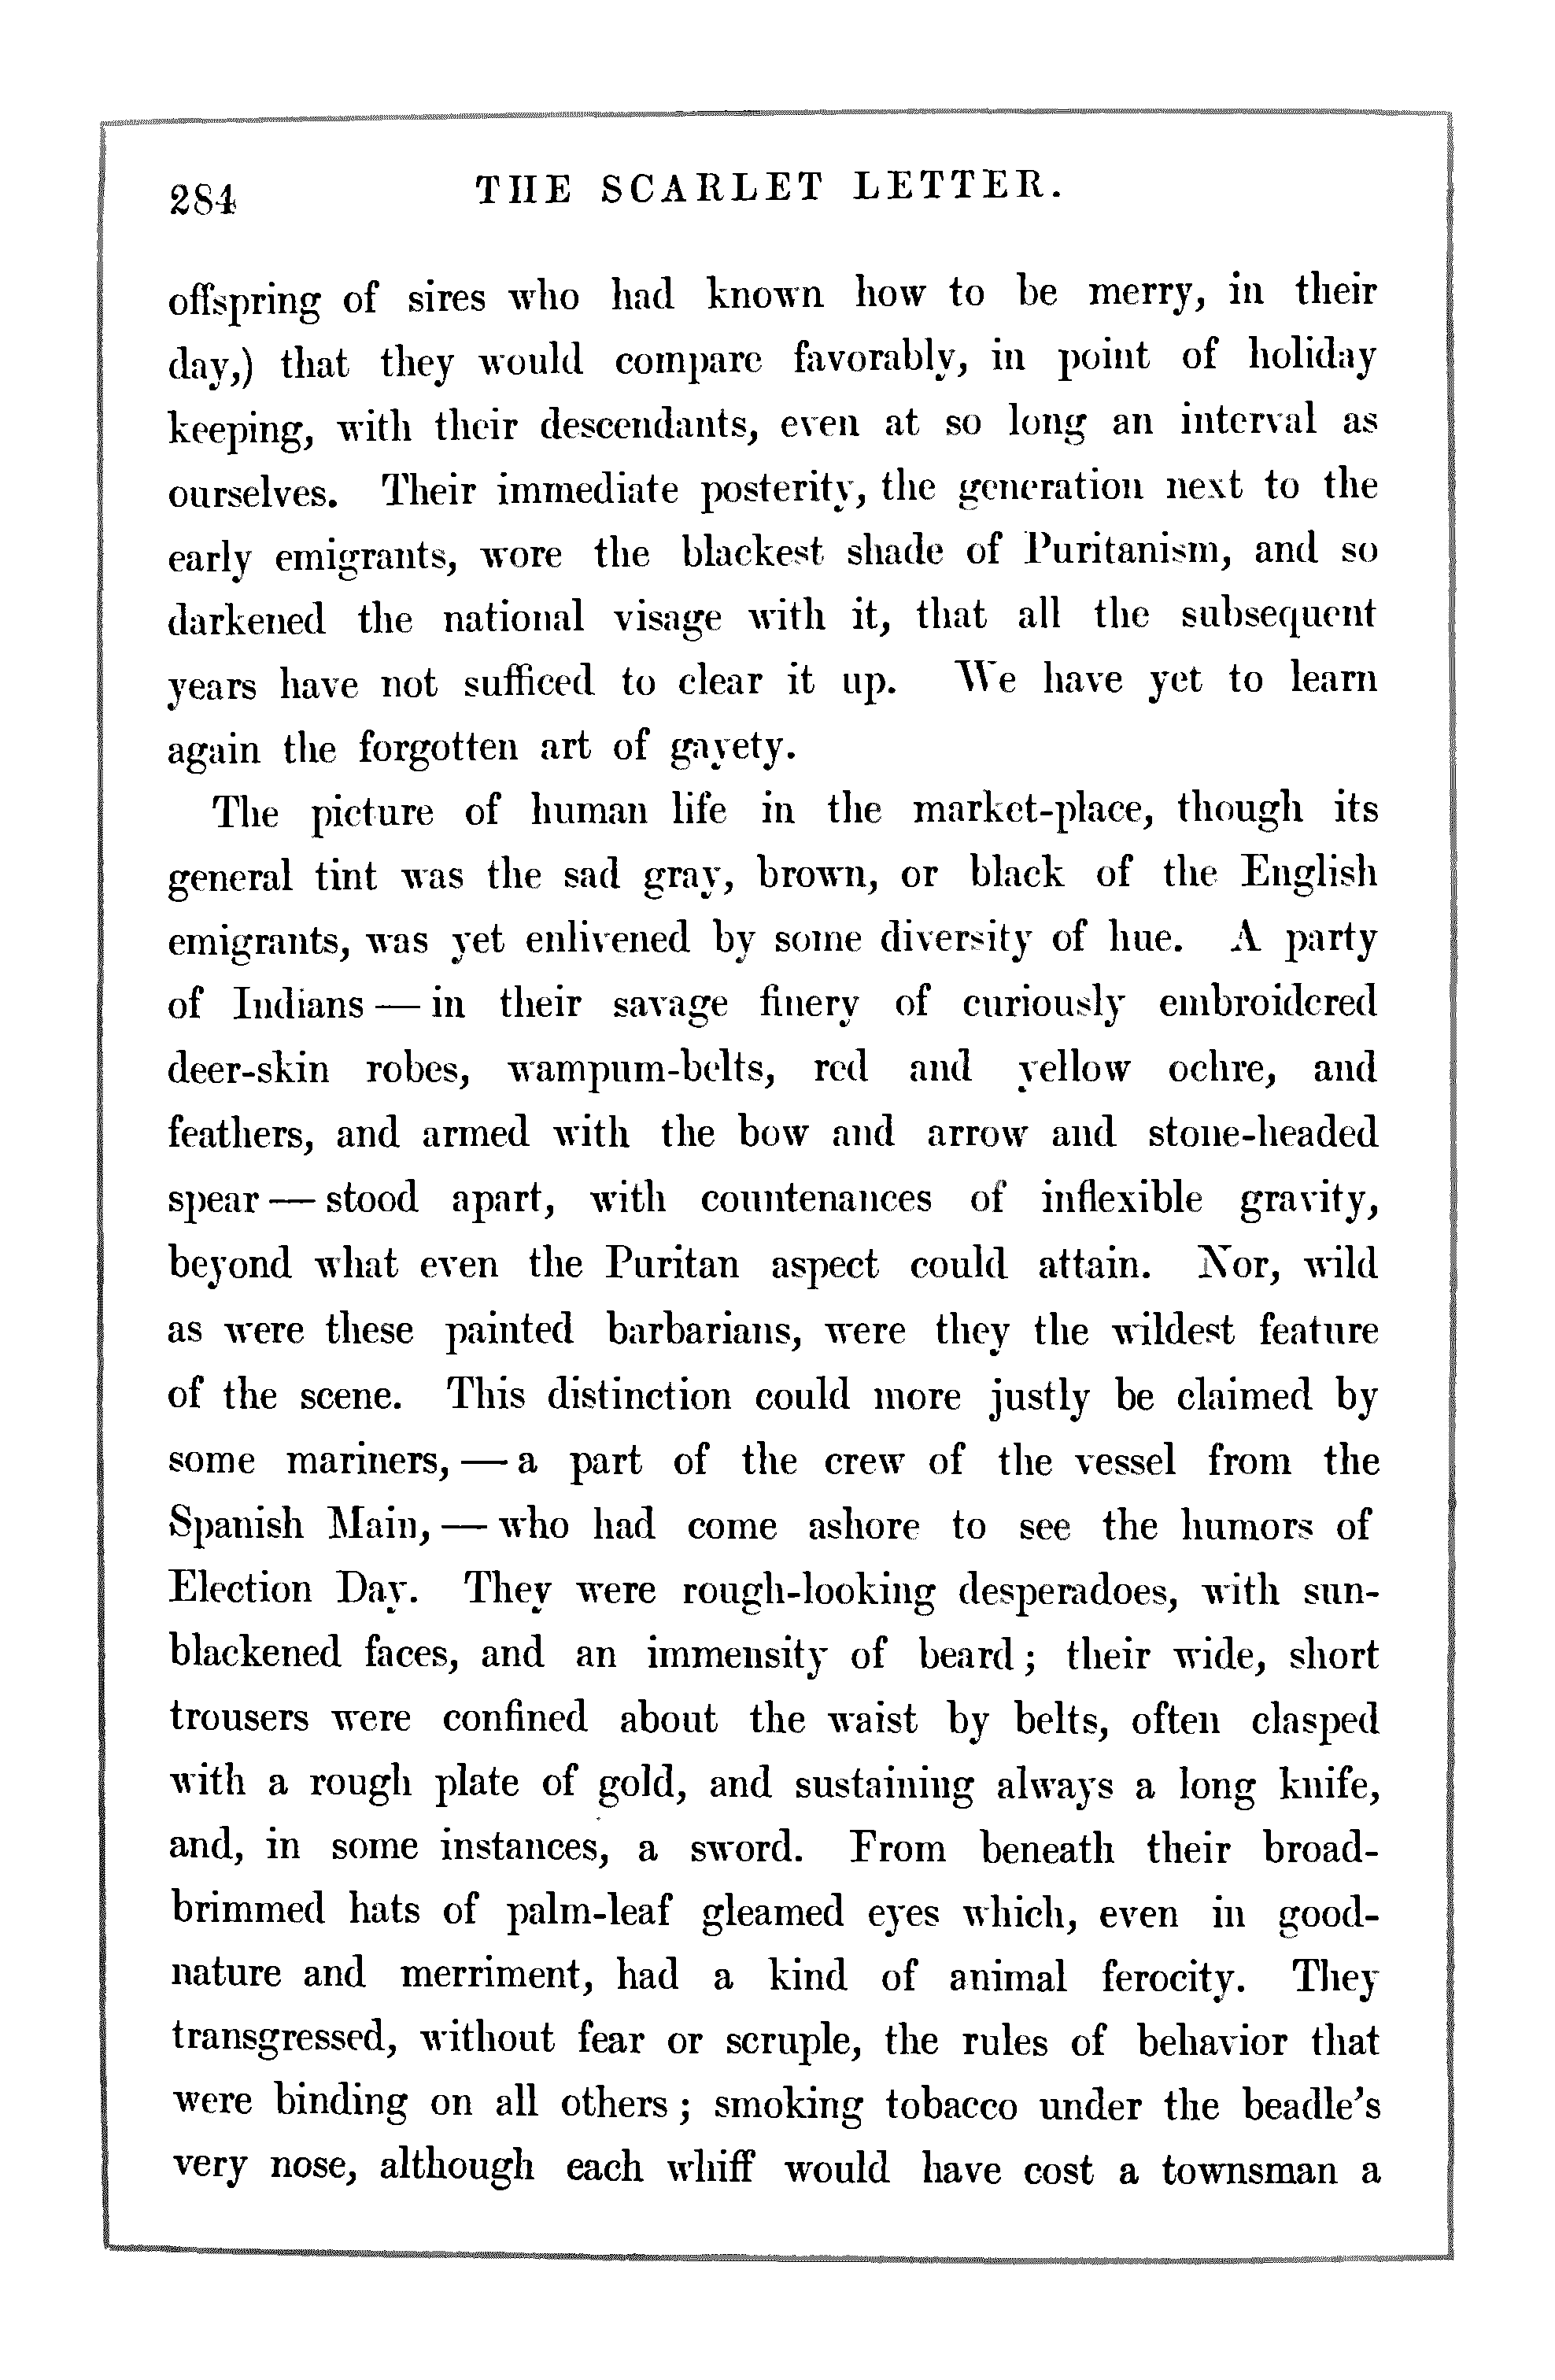 284 THE SCARLET LETTER.
offspring of sires who had known how to be merry, in their
day,) that they would compare favorably, in point of holiday
keeping, with their descendants, even at so long an interval as
ourselves. Their immediate posterity, the generation next to the
early emigrants, wore the blackest shade of Puritanism, and so
darkened the national visage with it, that all the subsequent
years have not sufficed to clear it up. We have yet to learn
again the forgotten art of gayety.
The picture of human life in the market-place, though its
general tint was the sad gray, brown, or black of the English
emigrants, was yet enlivened by some diversity of hue. A party
of Indians — in their savage finery of curiously embroidered
deer-skin robes, wampum-belts, red and yellow ochre, and
feathers, and armed with the bow and arrow and stone-headed
spear — stood apart, with countenances of inflexible gravity,
beyond what even the Puritan aspect could attain. Nor, wild
as were these painted barbarians, were they the wildest feature
of the scene. This distinction could more justly be claimed by
some mariners, — a part of the crew of the vessel from the
Spanish Main, — who had come ashore to see the humors of
Election Day. They were rough-looking desperadoes, with sun-
blackened faces, and an immensity of beard; their wide, short
trousers were confined about the waist by belts, often clasped
with a rough plate of gold, and sustaining always a long knife,
and, in some instances, a sword. From beneath their broad-
brimmed hats of palm-leaf gleamed eyes which, even in good-
nature and merriment, had a kind of animal ferocity. They
transgressed, without fear or scruple, the rules of behavior that
were binding on all others; smoking tobacco under the beadle's
very nose, although each whiff would have cost a townsman a